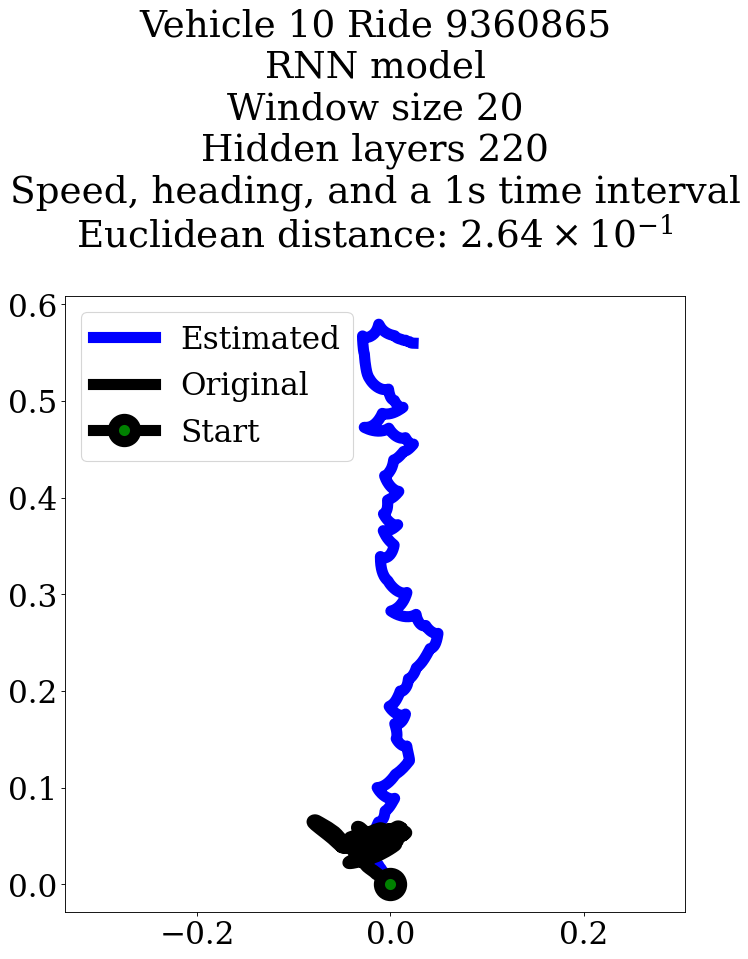 Vehicle 10 Ride 9360865
RNN model
Window size 20
Hidden layers 220
Speed, heading, and a 1s time interval
Euclidean distance: 2.64 × 10⁻¹
Estimated
Original
Start
0.6
0.5
0.4
0.3
0.2
0.1
0.0
−0.2 0.0 0.2